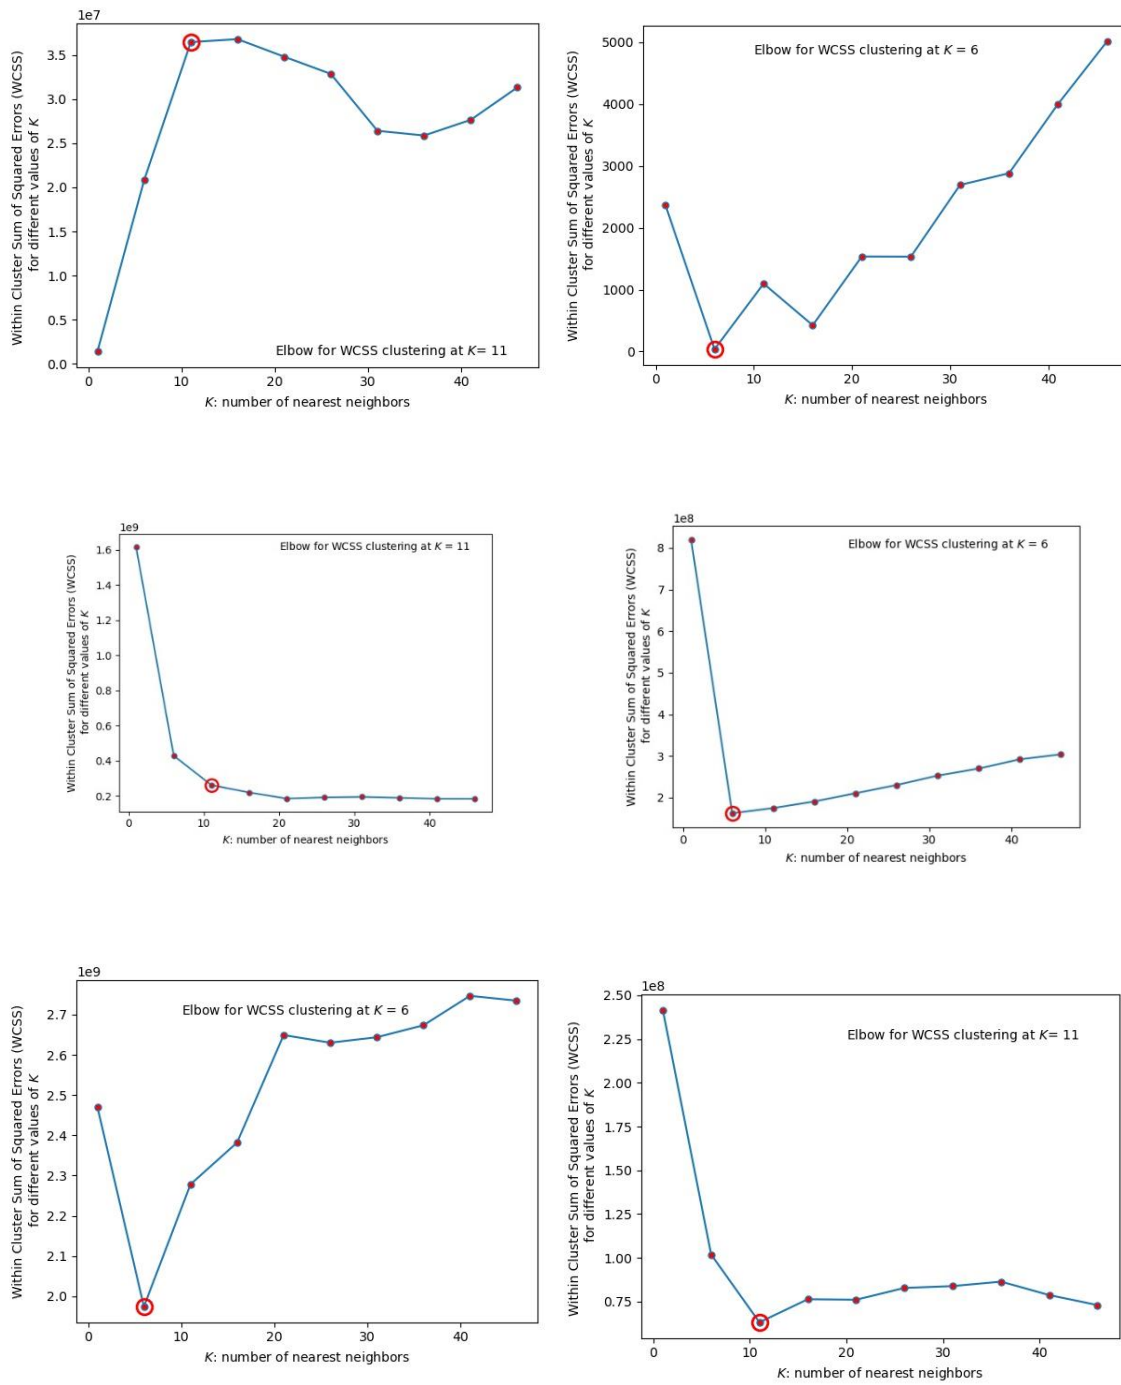 1e7
Within Cluster Sum of Squared Errors (WCSS)
for different values of K
3.5
3.0
2.5
2.0
1.5
1.0
0.5
0.0
Elbow for WCSS clustering at K= 11
0 10 20 30 40
K: number of nearest neighbors
Within Cluster Sum of Squared Errors (WCSS)
for different values of K
5000
4000
3000
2000
1000
0
Elbow for WCSS clustering at K = 6
0 10 20 30 40
K: number of nearest neighbors
1e9
Within Cluster Sum of Squared Errors (WCSS)
for different values of K
1.6
1.4
1.2
1.0
0.8
0.6
0.4
0.2
Elbow for WCSS clustering at K = 11
0 10 20 30 40
K: number of nearest neighbors
1e8
Within Cluster Sum of Squared Errors (WCSS)
for different values of K
8
7
6
5
4
3
2
Elbow for WCSS clustering at K = 6
0 10 20 30 40
K: number of nearest neighbors
1e9
Within Cluster Sum of Squared Errors (WCSS)
for different values of K
2.7
2.6
2.5
2.4
2.3
2.2
2.1
2.0
Elbow for WCSS clustering at K = 6
0 10 20 30 40
K: number of nearest neighbors
1e8
Within Cluster Sum of Squared Errors (WCSS)
for different values of K
2.50
2.25
2.00
1.75
1.50
1.25
1.00
0.75
Elbow for WCSS clustering at K= 11
0 10 20 30 40
K: number of nearest neighbors